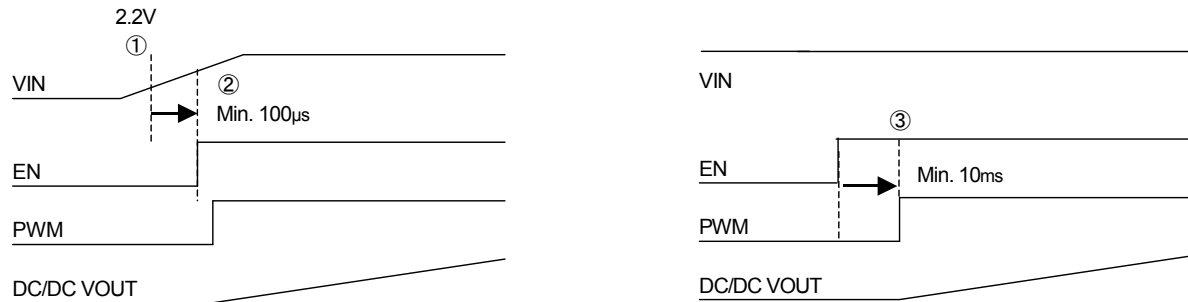 2.2V
①
VIN
②
Min. 100µs
EN
PWM
DC/DC VOUT
VIN
③
EN
Min. 10ms
PWM
DC/DC VOUT